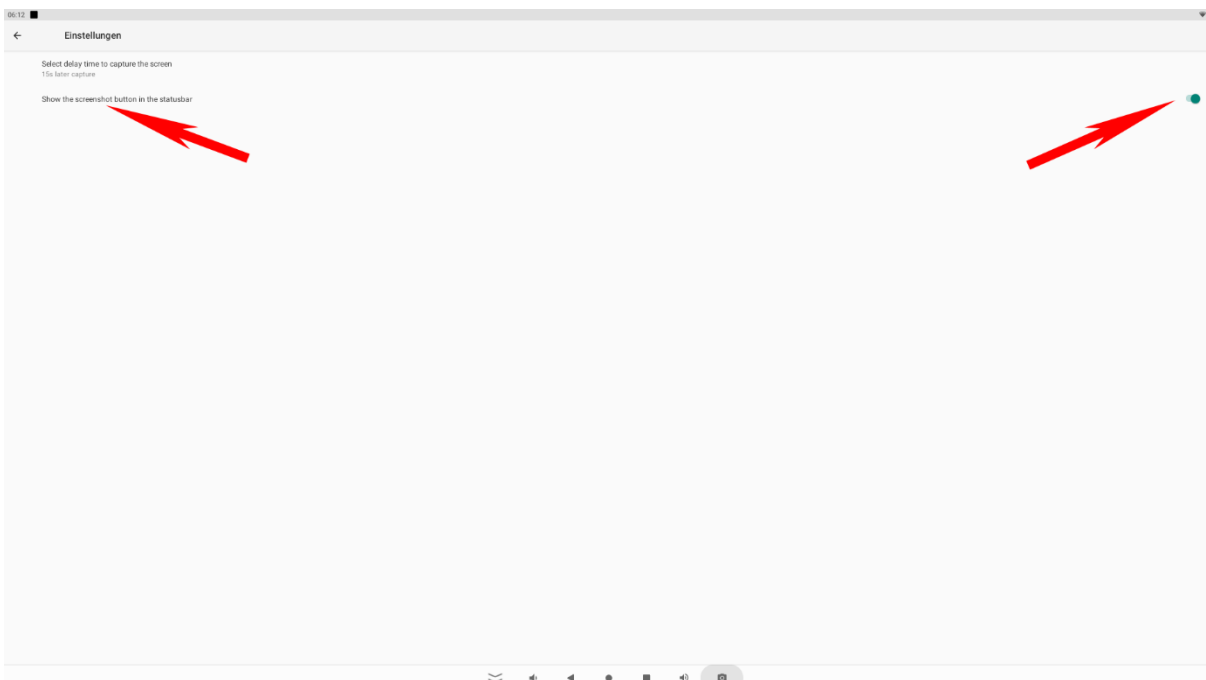 06:12
Einstellungen
Select delay time to capture the screen
15s later capture
Show the screenshot button in the statusbar